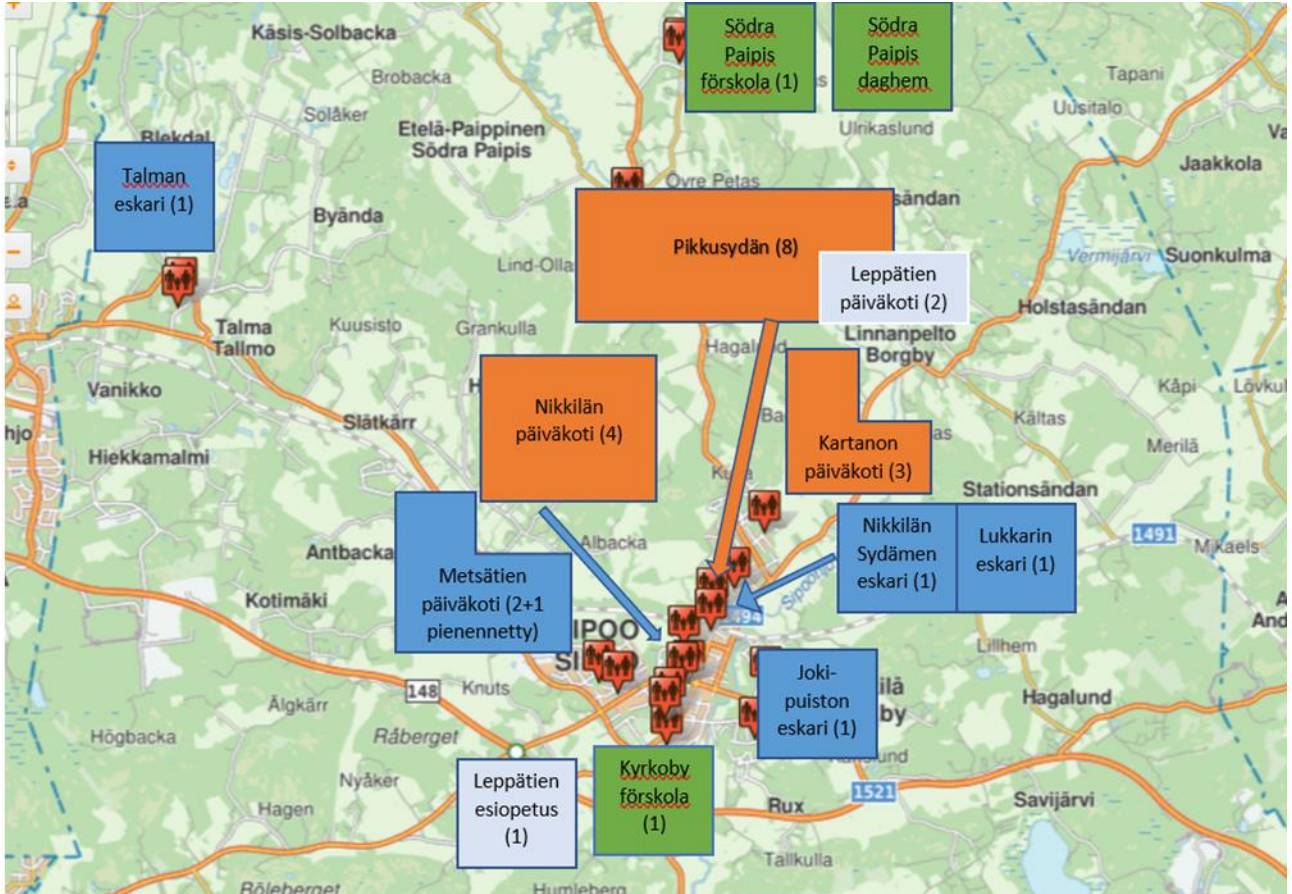 Käsis-Solbacka
Brobacka
Solåker
Blekdal
Etelä-Paippinen
Södra Paipis
Södra
Paipis
förskola (1)
Södra
Paipis
daghem
Tapani
Uusitalo
Ulrikaslund
Jaakkola
Talman
eskari (1)
Byända
Övre Petas
Pikkusydän (8)
Leppätien
päiväkoti (2)
Lind-Olla
Vermijärvi
Suonkulma
Holstasändan
Talma
Tallmo
Kuusisto
Grankulla
Hagalund
Linnanpelto
Borgby
Vanikko
Slätkärr
Nikkilän
päiväkoti (4)
Kartanon
päiväkoti (3)
Käpi
Kältas
Merilä
Hiekkamalmi
Stationsändan
1491
Mikaels
Antbacka
Albacka
Metsätien
päiväkoti (2+1
pienennetty)
Nikkilän
Sydämen
eskari (1)
Lukkarin
eskari (1)
Kotimäki
Lillhem
148
Knuts
Älgkärr
Råberget
Högbacka
Joki-
puiston
eskari (1)
Hagalund
Nyåker
Hagen
Leppätien
esiopetus
(1)
Kyrkoby
förskola
(1)
Rux
1521
Savijärvi
Tallkulla
Röleberget
Humleberg